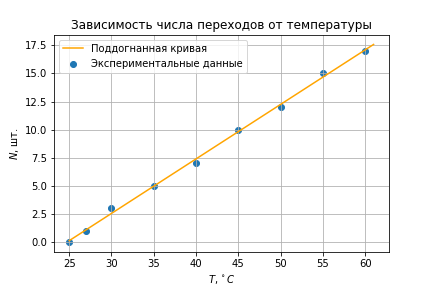 Зависимость числа переходов от температуры
Поддогнанная кривая
Экспериментальные данные
N, шт.
17.5
15.0
12.5
10.0
7.5
5.0
2.5
0.0
25 30 35 40 45 50 55 60
T, °C